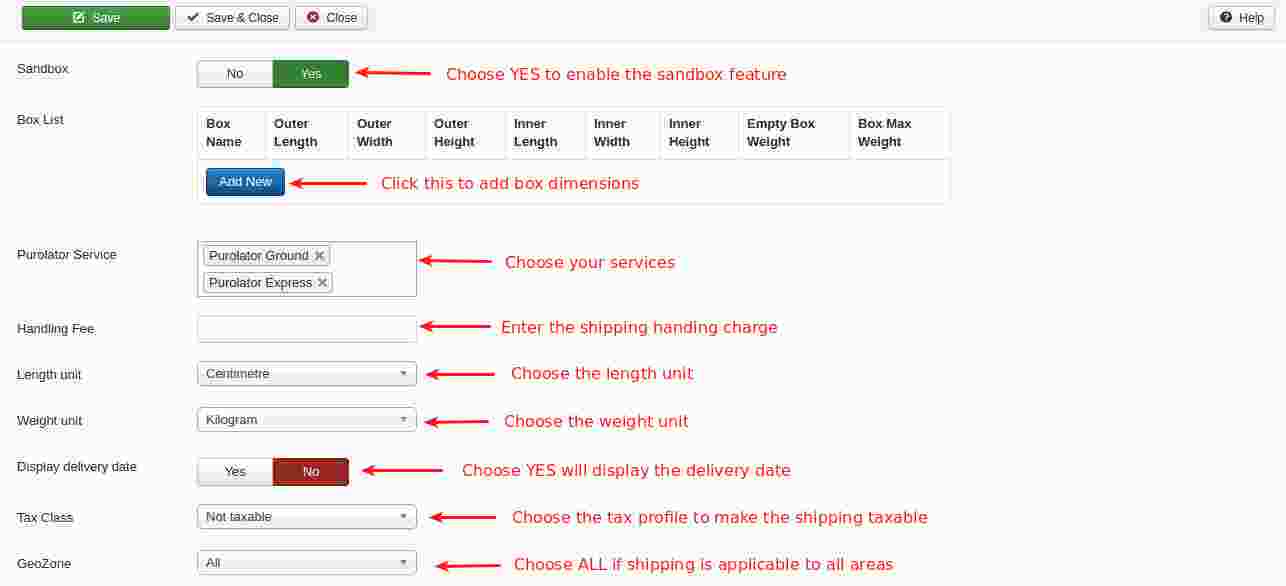 Save Save & Close Close Help
Sandbox No Yes Choose YES to enable the sandbox feature
Box List
Box Name Outer Length Outer Width Outer Height Inner Length Inner Width Inner Height Empty Box Weight Box Max Weight
Add New Click this to add box dimensions
Purolator Service Purolator Ground Choose your services
Purolator Express
Handling Fee Enter the shipping handing charge
Length unit Centimetre Choose the length unit
Weight unit Kilogram Choose the weight unit
Display delivery date Yes No Choose YES will display the delivery date
Tax Class Not taxable Choose the tax profile to make the shipping taxable
GeoZone All Choose ALL if shipping is applicable to all areas